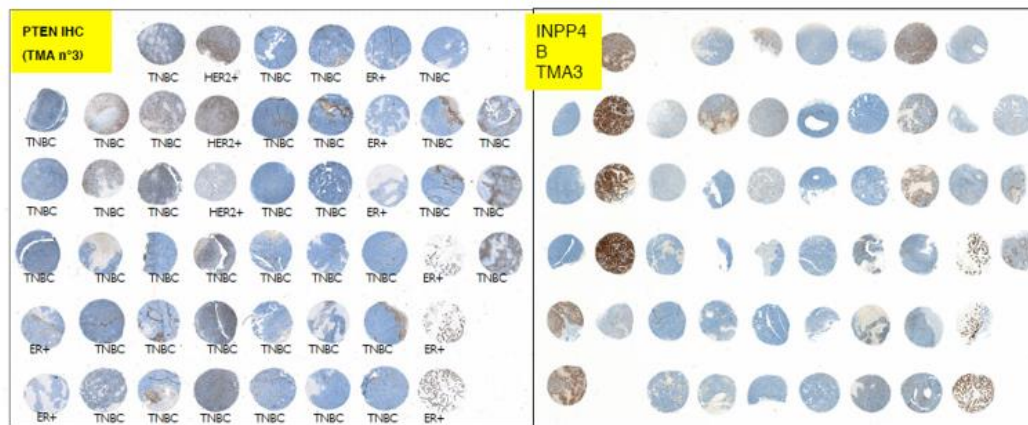 PTEN IHC
(TMA n°3)
TNBC HER2+ TNBC TNBC ER+ TNBC
TNBC TNBC TNBC HER2+ TNBC TNBC ER+ TNBC TNBC
TNBC TNBC TNBC HER2+ TNBC TNBC ER+ TNBC TNBC
TNBC TNBC TNBC TNBC TNBC TNBC TNBC ER+ TNBC
ER+ TNBC TNBC TNBC TNBC TNBC TNBC ER+
ER+ TNBC TNBC TNBC TNBC TNBC TNBC ER+
INPP4
B
TMA3